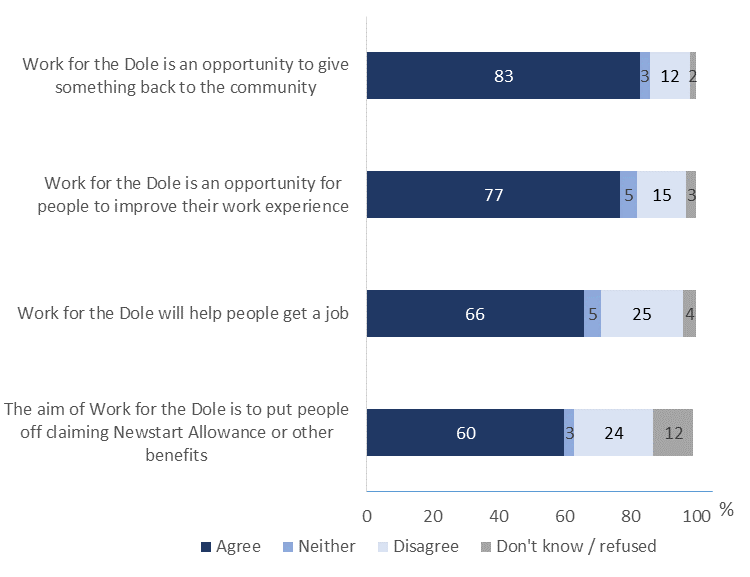 Work for the Dole is an opportunity to give
something back to the community
83 3 12 2
Work for the Dole is an opportunity for
people to improve their work experience
77 5 15 3
Work for the Dole will help people get a job
66 5 25 4
The aim of Work for the Dole is to put people
off claiming Newstart Allowance or other
benefits
60 3 24 12
0 20 40 60 80 100 %
Agree Neither Disagree Don't know / refused